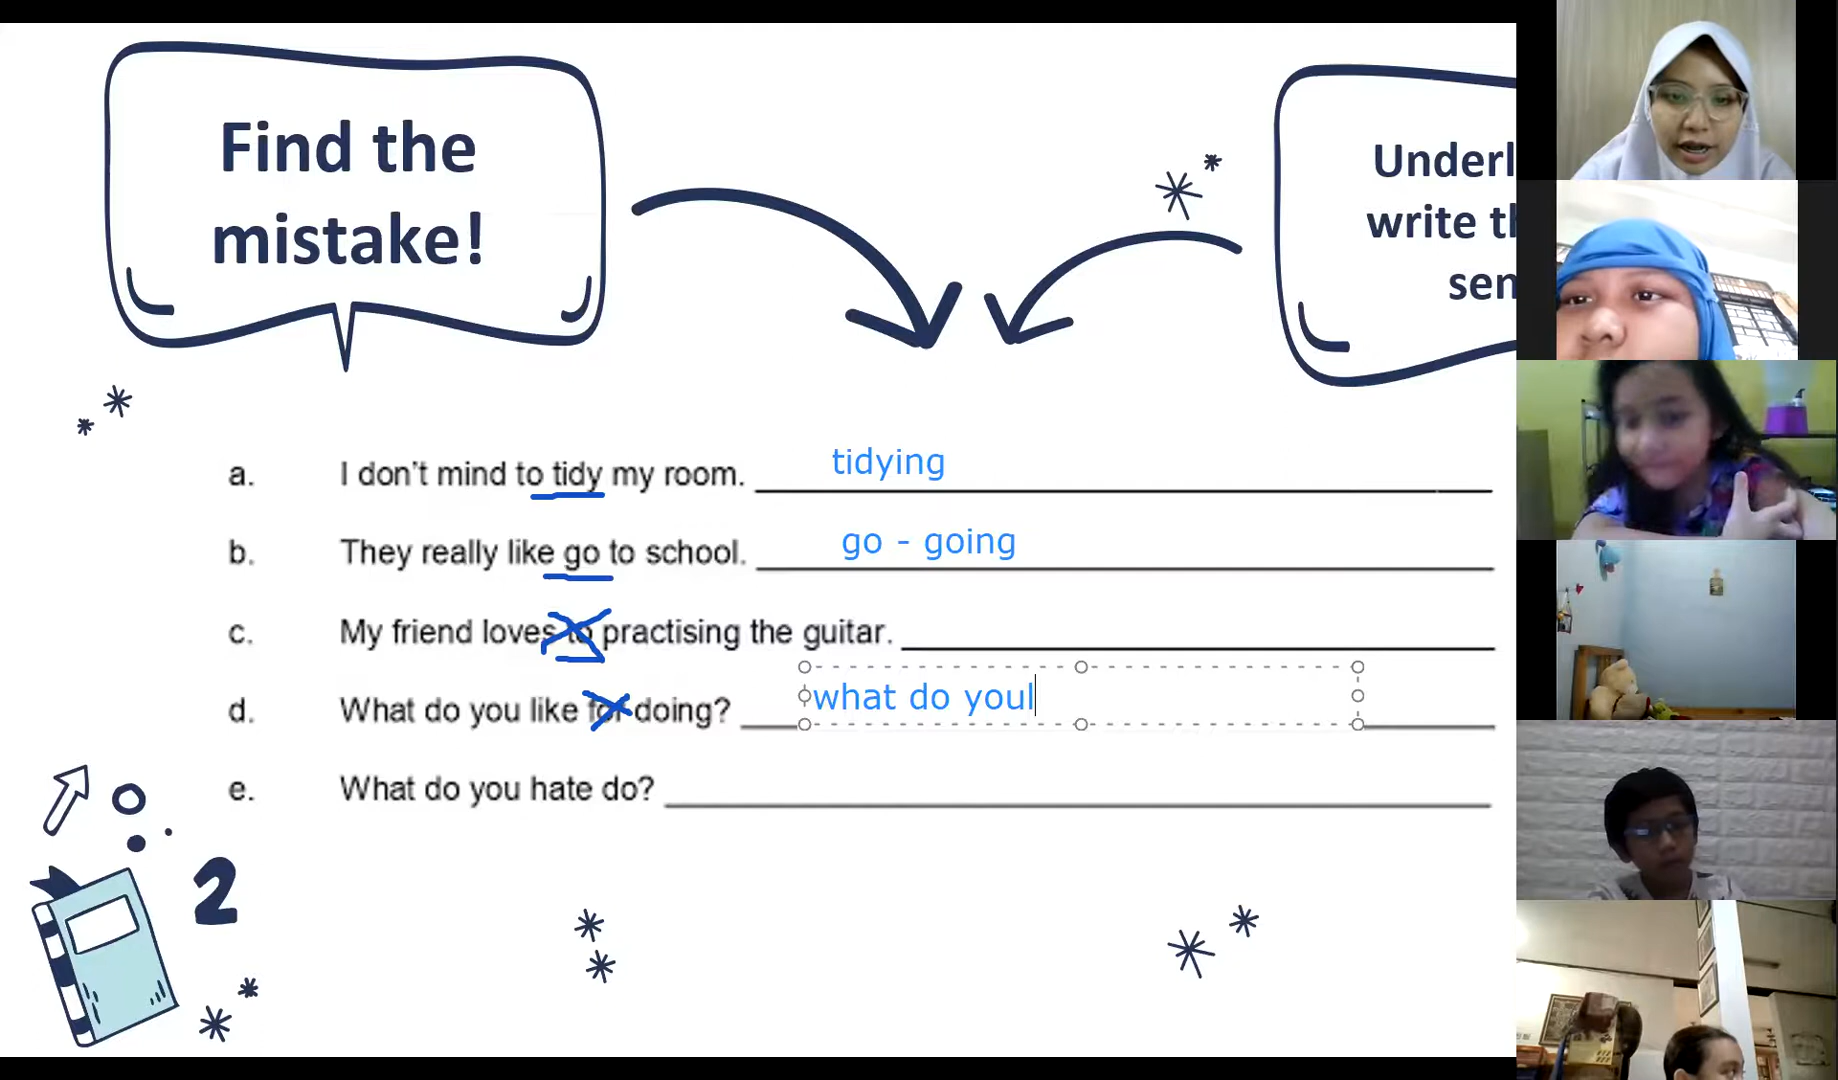 Find the
mistake!
Underl
write th
sen
a. I don't mind to tidy my room. tidying
b. They really like go to school. go - going
c. My friend loves to practising the guitar.
d. What do you like for doing? what do youl
e. What do you hate do?
2